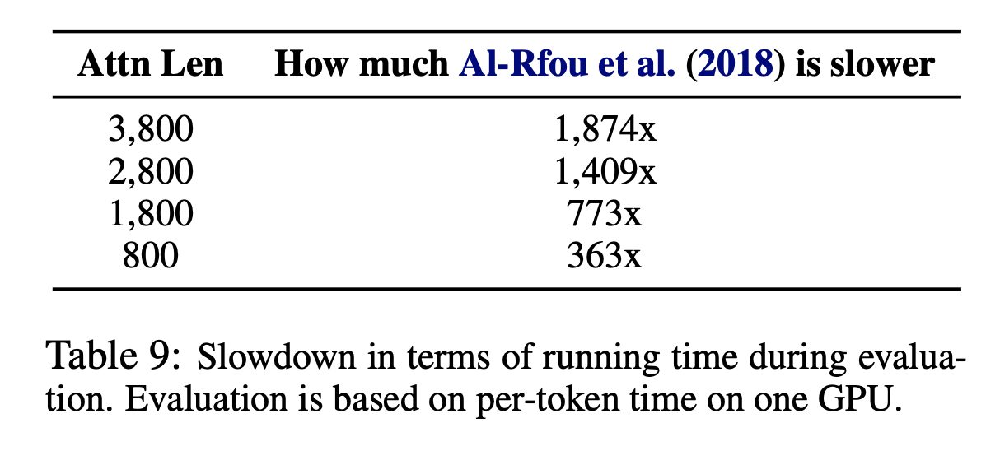 Attn Len How much Al-Rfou et al. (2018) is slower
3,800 1,874x
2,800 1,409x
1,800 773x
800 363x
Table 9: Slowdown in terms of running time during evalua-
tion. Evaluation is based on per-token time on one GPU.